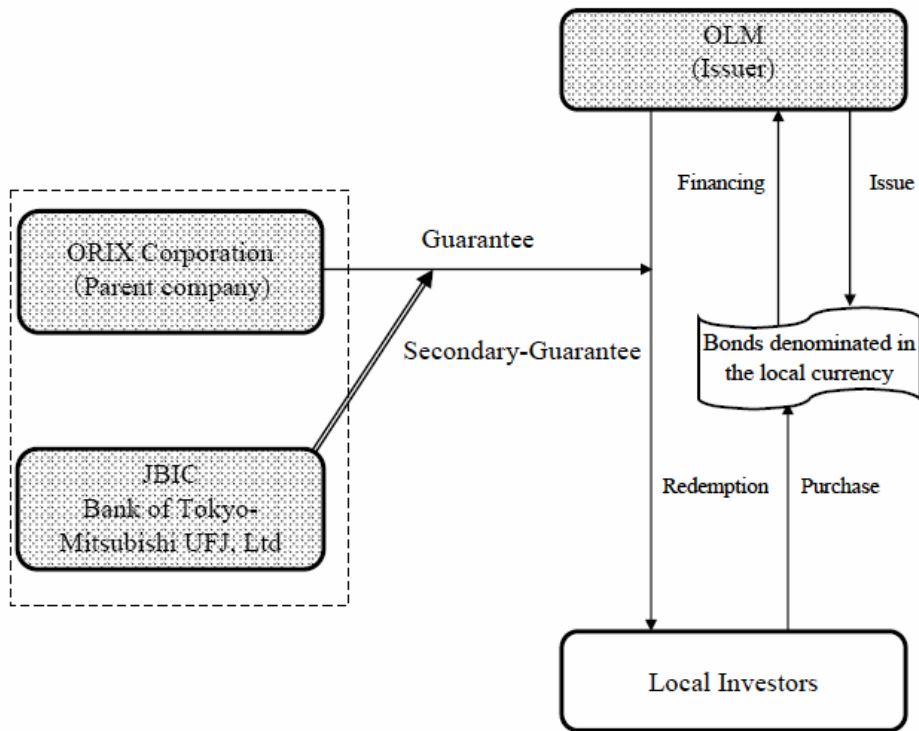 OLM
(Issuer)
Financing
Issue
ORIX Corporation
(Parent company)
Guarantee
Secondary-Guarantee
Bonds denominated in
the local currency
JBIC
Bank of Tokyo-
Mitsubishi UFJ, Ltd
Redemption
Purchase
Local Investors